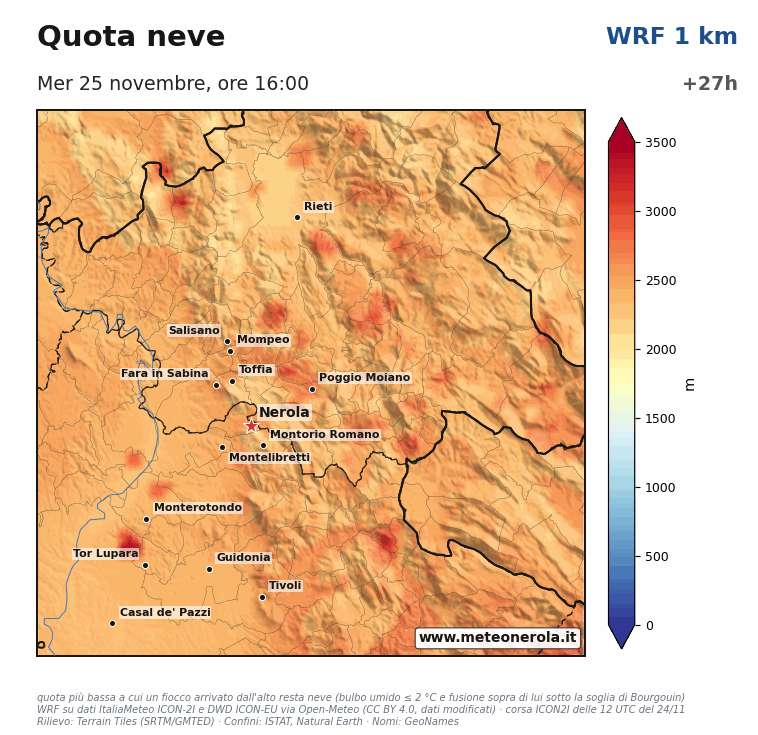 Quota neve
WRF 1 km
Mer 25 novembre, ore 16:00
+27h
3500
3000
2500
2000
1500
1000
500
0
m
Rieti
Salisano
Mompeo
Fara in Sabina
Toffia
Poggio Moiano
Nerola
Montorio Romano
Montelibretti
Monterotondo
Tor Lupara
Guidonia
Tivoli
Casal de' Pazzi
www.meteonerola.it
quota più bassa a cui un fiocco arrivato dall'alto resta neve (bulbo umido ≤ 2 °C e fusione sopra di lui sotto la soglia di Bourgouin)
WRF su dati ItaliaMeteo ICON-2I e DWD ICON-EU via Open-Meteo (CC BY 4.0, dati modificati) · corsa ICON2I delle 12 UTC del 24/11
Rilievo: Terrain Tiles (SRTM/GMTED) · Confini: ISTAT, Natural Earth · Nomi: GeoNames